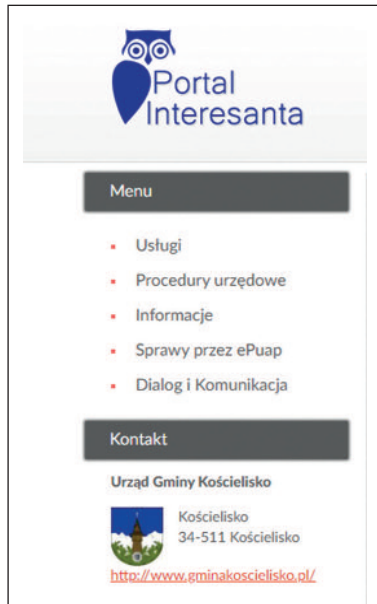 Portal
Interesanta
Menu
Usługi
Procedury urzędowe
Informacje
Sprawy przez ePuap
Dialog i Komunikacja
Kontakt
Urząd Gminy Kościelisko
Kościelisko
34-511 Kościelisko
http://www.gminakoscielisko.pl/